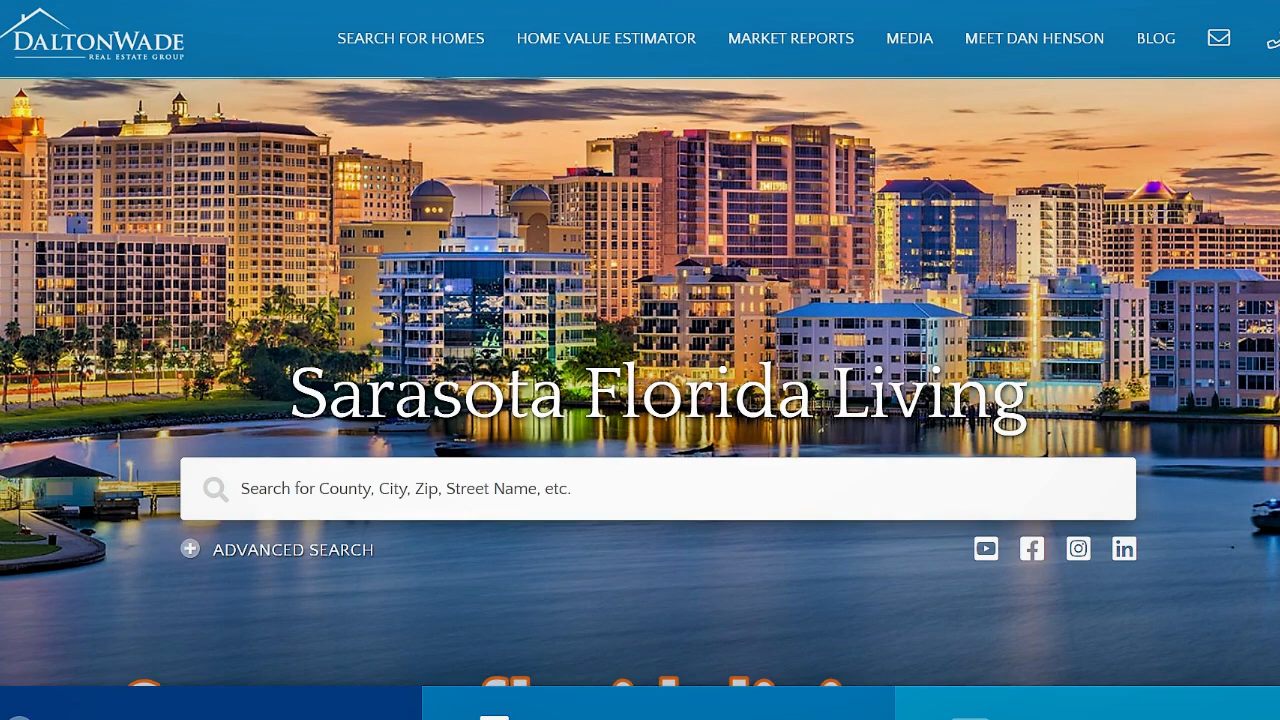 DALTONWADE
REAL ESTATE GROUP
SEARCH FOR HOMES
HOME VALUE ESTIMATOR
MARKET REPORTS
MEDIA
MEET DAN HENSON
BLOG
Sarasota Florida Living
Search for County, City, Zip, Street Name, etc.
ADVANCED SEARCH